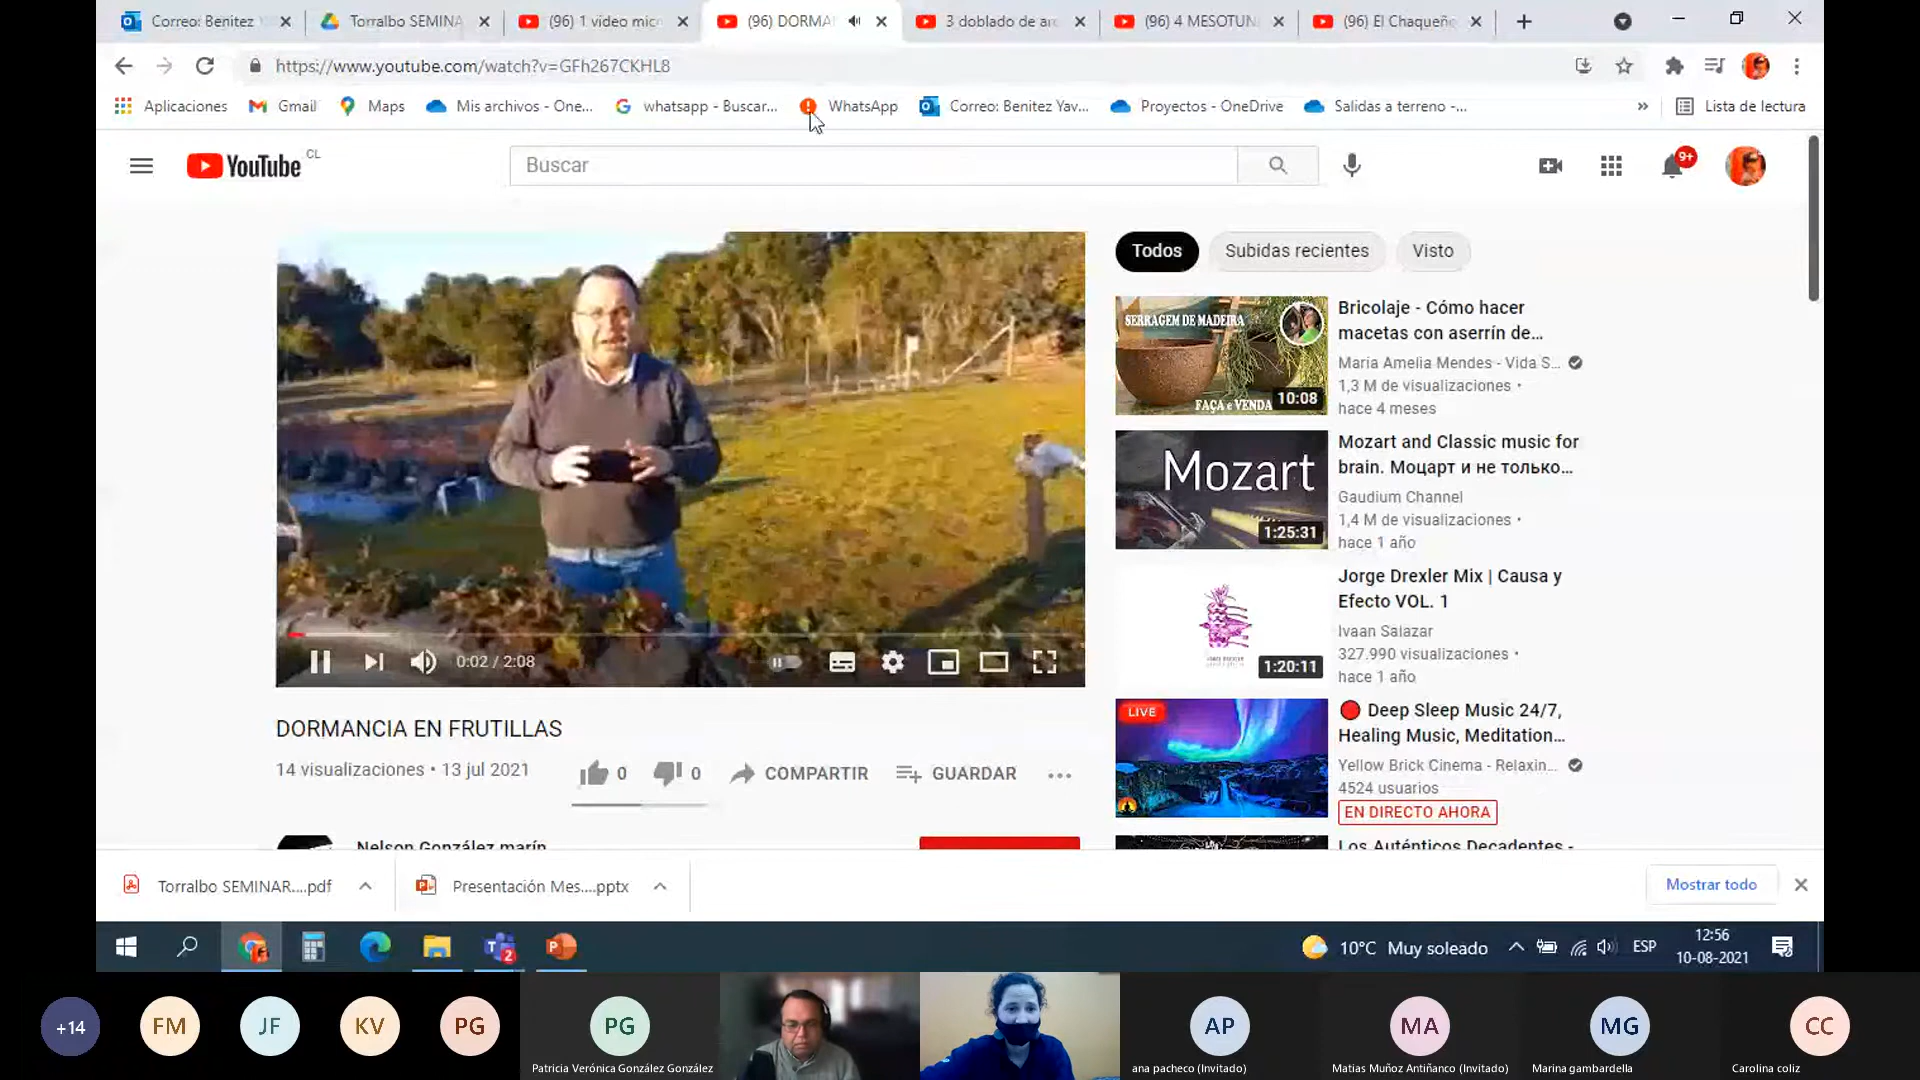 Correo: Benitez
Torralbo SEMINA
(96) 1 video mic
(96) DORMA
3 doblado de ar
(96) 4 MESOTUN
(96) El Chaqueño
https://www.youtube.com/watch?v=GFh267CKHL8
Aplicaciones
Gmail
Maps
Mis archivos - One...
whatsapp - Buscar...
WhatsApp
Correo: Benitez Yav...
Proyectos - OneDrive
Salidas a terreno -...
»
Lista de lectura
YouTube CL
Buscar
9+
Todos
Subidas recientes
Visto
SERRAGEM DE MADEIRA
FAÇA e VENDA
10:08
Bricolaje - Cómo hacer
macetas con aserrín de...
Maria Amelia Mendes - Vida S...
1,3 M de visualizaciones •
hace 4 meses
Mozart
1:25:31
Mozart and Classic music for
brain. Моцарт и не только...
Gaudium Channel
1,4 M de visualizaciones •
hace 1 año
1:20:11
Jorge Drexler Mix | Causa y
Efecto VOL. 1
Ivaan Salazar
327.990 visualizaciones •
hace 1 año
LIVE
Deep Sleep Music 24/7,
Healing Music, Meditation...
Yellow Brick Cinema - Relaxin...
4524 usuarios
EN DIRECTO AHORA
Los Auténticos Decadentes -
0:02 / 2:08
DORMANCIA EN FRUTILLAS
14 visualizaciones • 13 jul 2021
0
0
COMPARTIR
GUARDAR
Nelson González marín
Torralbo SEMINAR....pdf
Presentación Mes....pptx
Mostrar todo
2
10°C Muy soleado
ESP
12:56
10-08-2021
+14
FM
JF
KV
PG
PG
Patricia Verónica González González
AP
ana pacheco (Invitado)
MA
Matias Muñoz Antiñanco (Invitado)
MG
Marina gambardella
CC
Carolina coliz